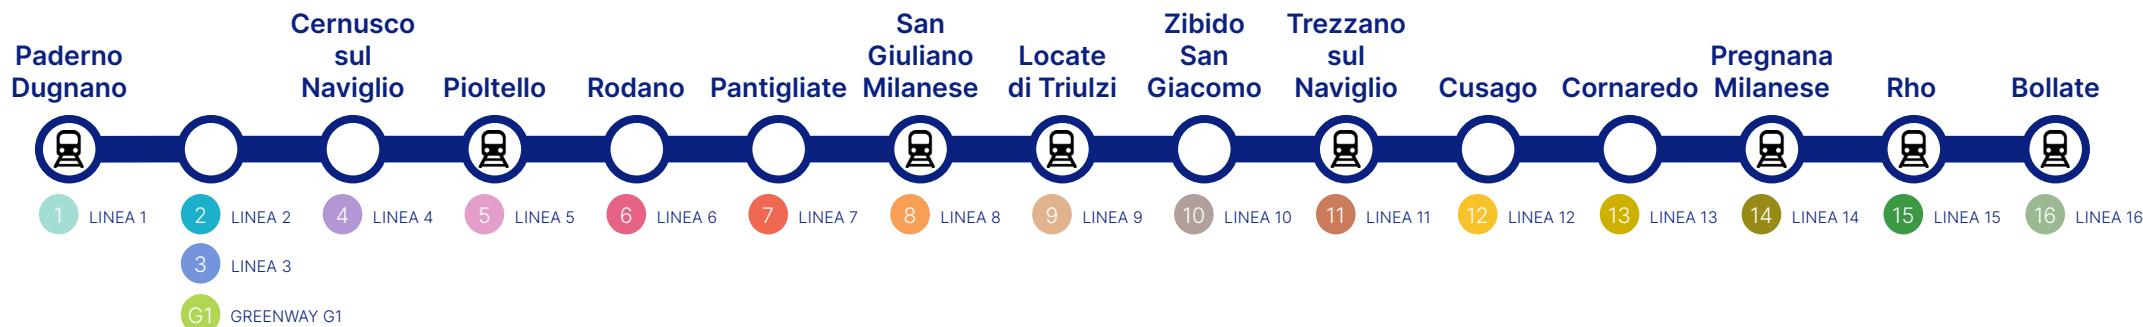 Paderno
Dugnano
Cernusco
sul
Naviglio
Pioltello
Rodano
Pantigliate
San
Giuliano
Milanese
Locate
di Triulzi
Zibido
San
Giacomo
Trezzano
sul
Naviglio
Cusago
Cornaredo
Pregnana
Milanese
Rho
Bollate
1 LINEA 1
2 LINEA 2
3 LINEA 3
G1 GREENWAY G1
4 LINEA 4
5 LINEA 5
6 LINEA 6
7 LINEA 7
8 LINEA 8
9 LINEA 9
10 LINEA 10
11 LINEA 11
12 LINEA 12
13 LINEA 13
14 LINEA 14
15 LINEA 15
16 LINEA 16